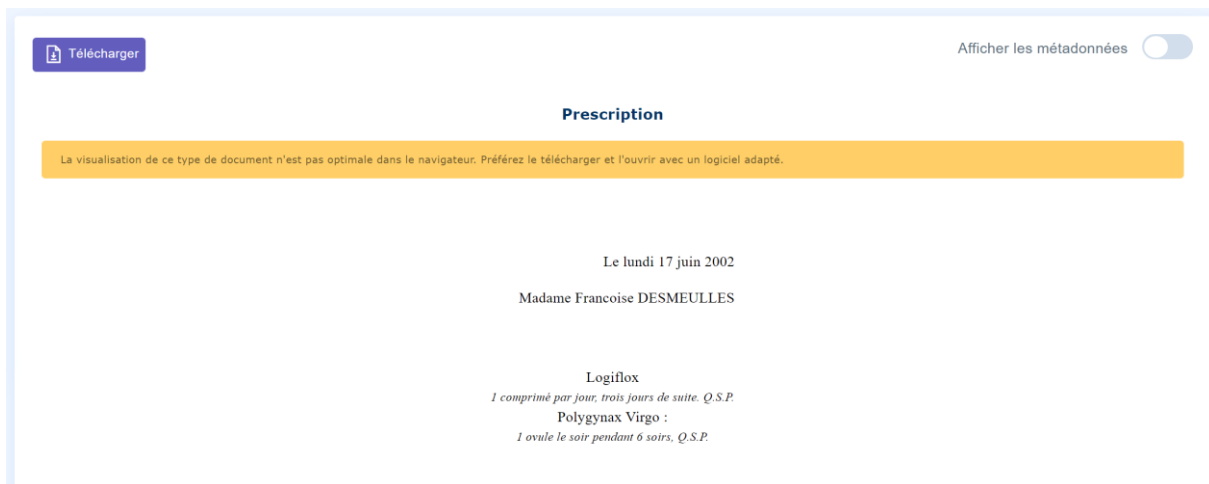 Télécharger
Afficher les métadonnées
Prescription
La visualisation de ce type de document n'est pas optimale dans le navigateur. Préférez le télécharger et l'ouvrir avec un logiciel adapté.
Le lundi 17 juin 2002
Madame Francoise DESMEULLES
Logiflox
1 comprimé par jour, trois jours de suite. Q.S.P.
Polygynax Virgo :
1 ovule le soir pendant 6 soirs, Q.S.P.